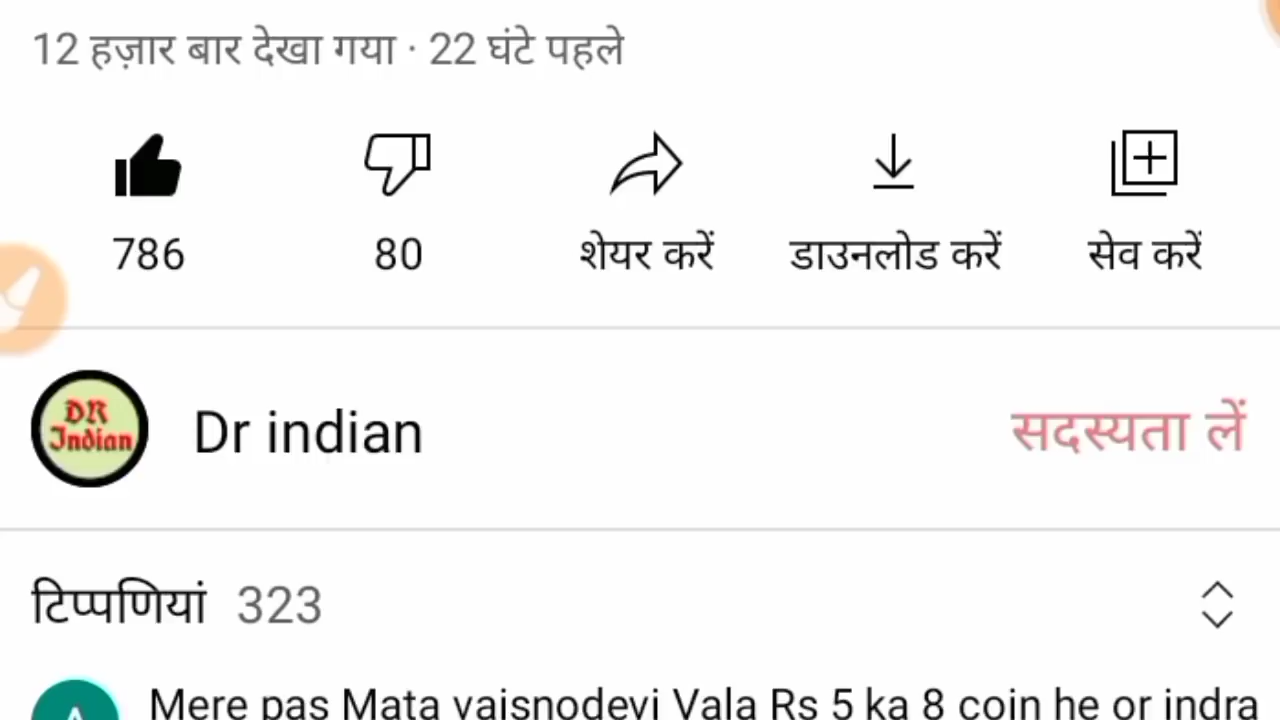 12 हज़ार बार देखा गया · 22 घंटे पहले
786 80 शेयर करें डाउनलोड करें सेव करें
DR
Indian
Dr indian सदस्यता लें
टिप्पणियां 323
A
Mere pas Mata vaisnodevi Vala Rs 5 ka 8 coin he or indra